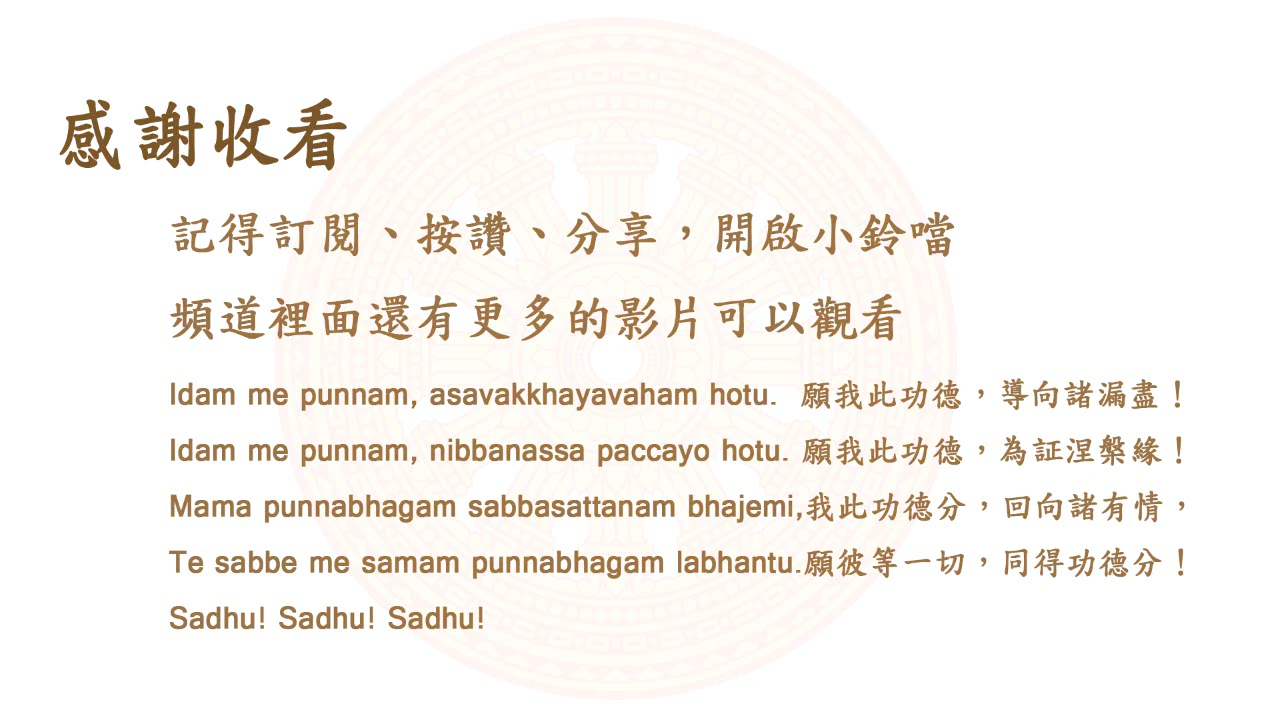 感謝收看
記得訂閱、按讚、分享，開啟小鈴噹
頻道裡面還有更多的影片可以觀看
Idam me punnam, asavakkhayavaham hotu. 願我此功德，導向諸漏盡！
Idam me punnam, nibbanassa paccayo hotu. 願我此功德，為証涅槃緣！
Mama punnabhagam sabbasattanam bhajemi,我此功德分，回向諸有情，
Te sabbe me samam punnabhagam labhantu.願彼等一切，同得功德分！
Sadhu! Sadhu! Sadhu!